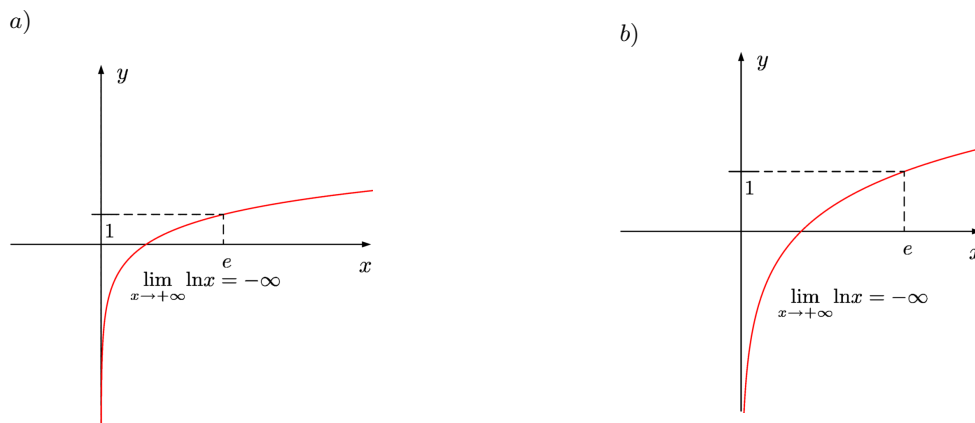 a)
y
1
e
x
lim lnx = −∞
x→+∞
b)
y
1
e
x
lim lnx = −∞
x→+∞